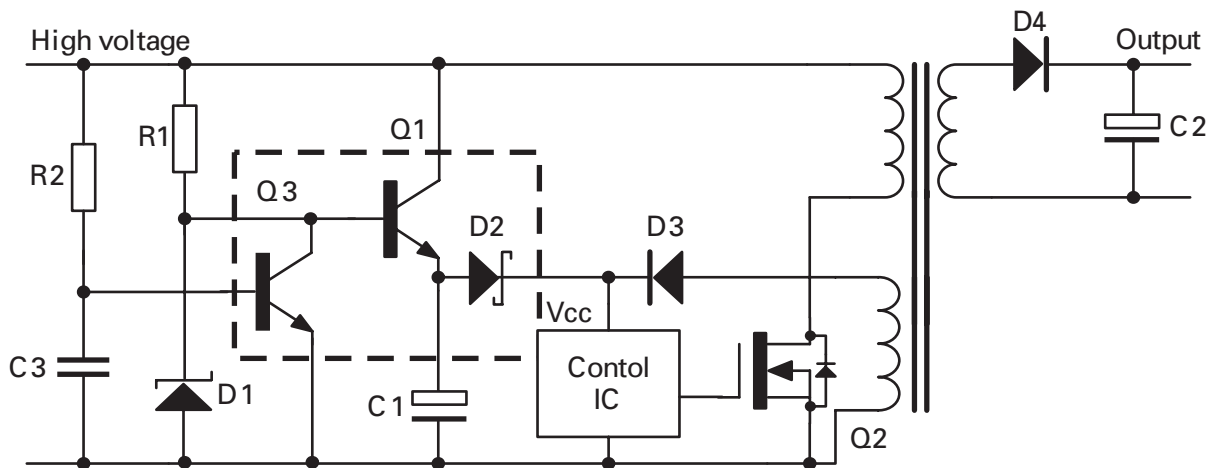 High voltage
D4
Output
R1
Q1
C2
R2
Q3
D2
D3
Vcc
C3
D1
C1
Contol
IC
Q2